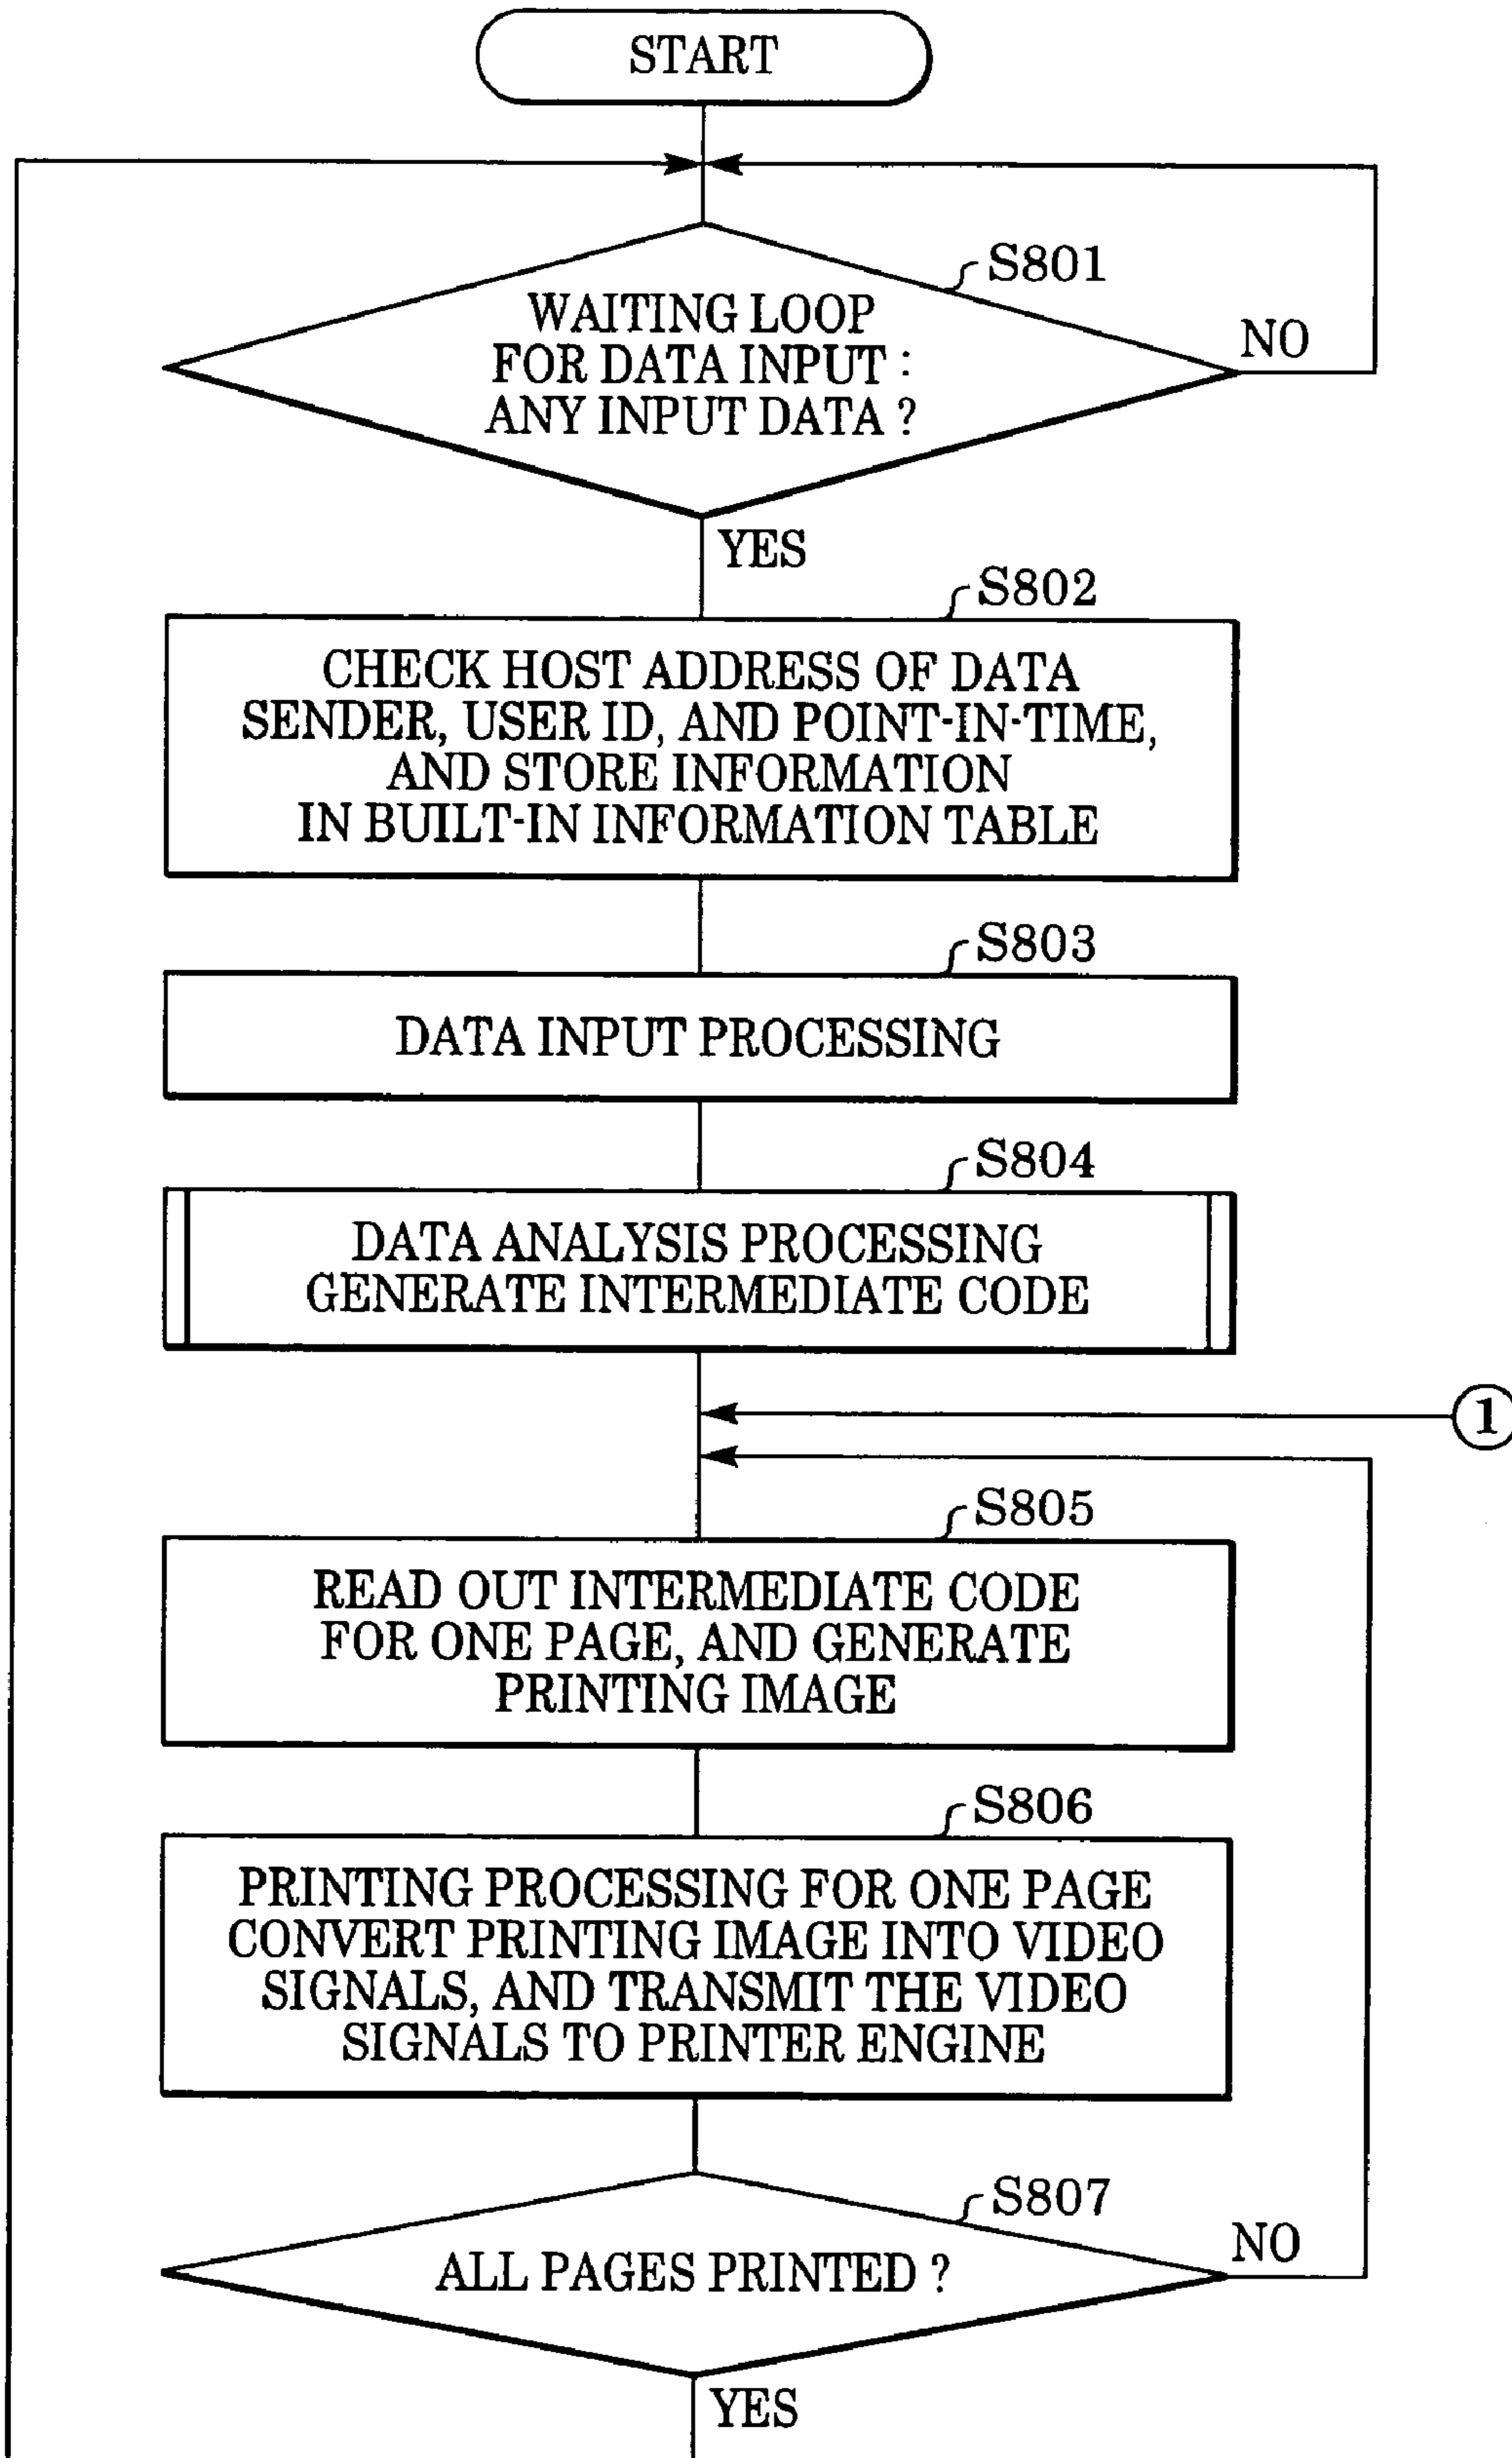 START
S801
WAITING LOOP
FOR DATA INPUT :
ANY INPUT DATA ?
NO
YES
S802
CHECK HOST ADDRESS OF DATA
SENDER, USER ID, AND POINT-IN-TIME,
AND STORE INFORMATION
IN BUILT-IN INFORMATION TABLE
S803
DATA INPUT PROCESSING
S804
DATA ANALYSIS PROCESSING
GENERATE INTERMEDIATE CODE
1
S805
READ OUT INTERMEDIATE CODE
FOR ONE PAGE, AND GENERATE
PRINTING IMAGE
S806
PRINTING PROCESSING FOR ONE PAGE
CONVERT PRINTING IMAGE INTO VIDEO
SIGNALS, AND TRANSMIT THE VIDEO
SIGNALS TO PRINTER ENGINE
S807
ALL PAGES PRINTED ?
NO
YES